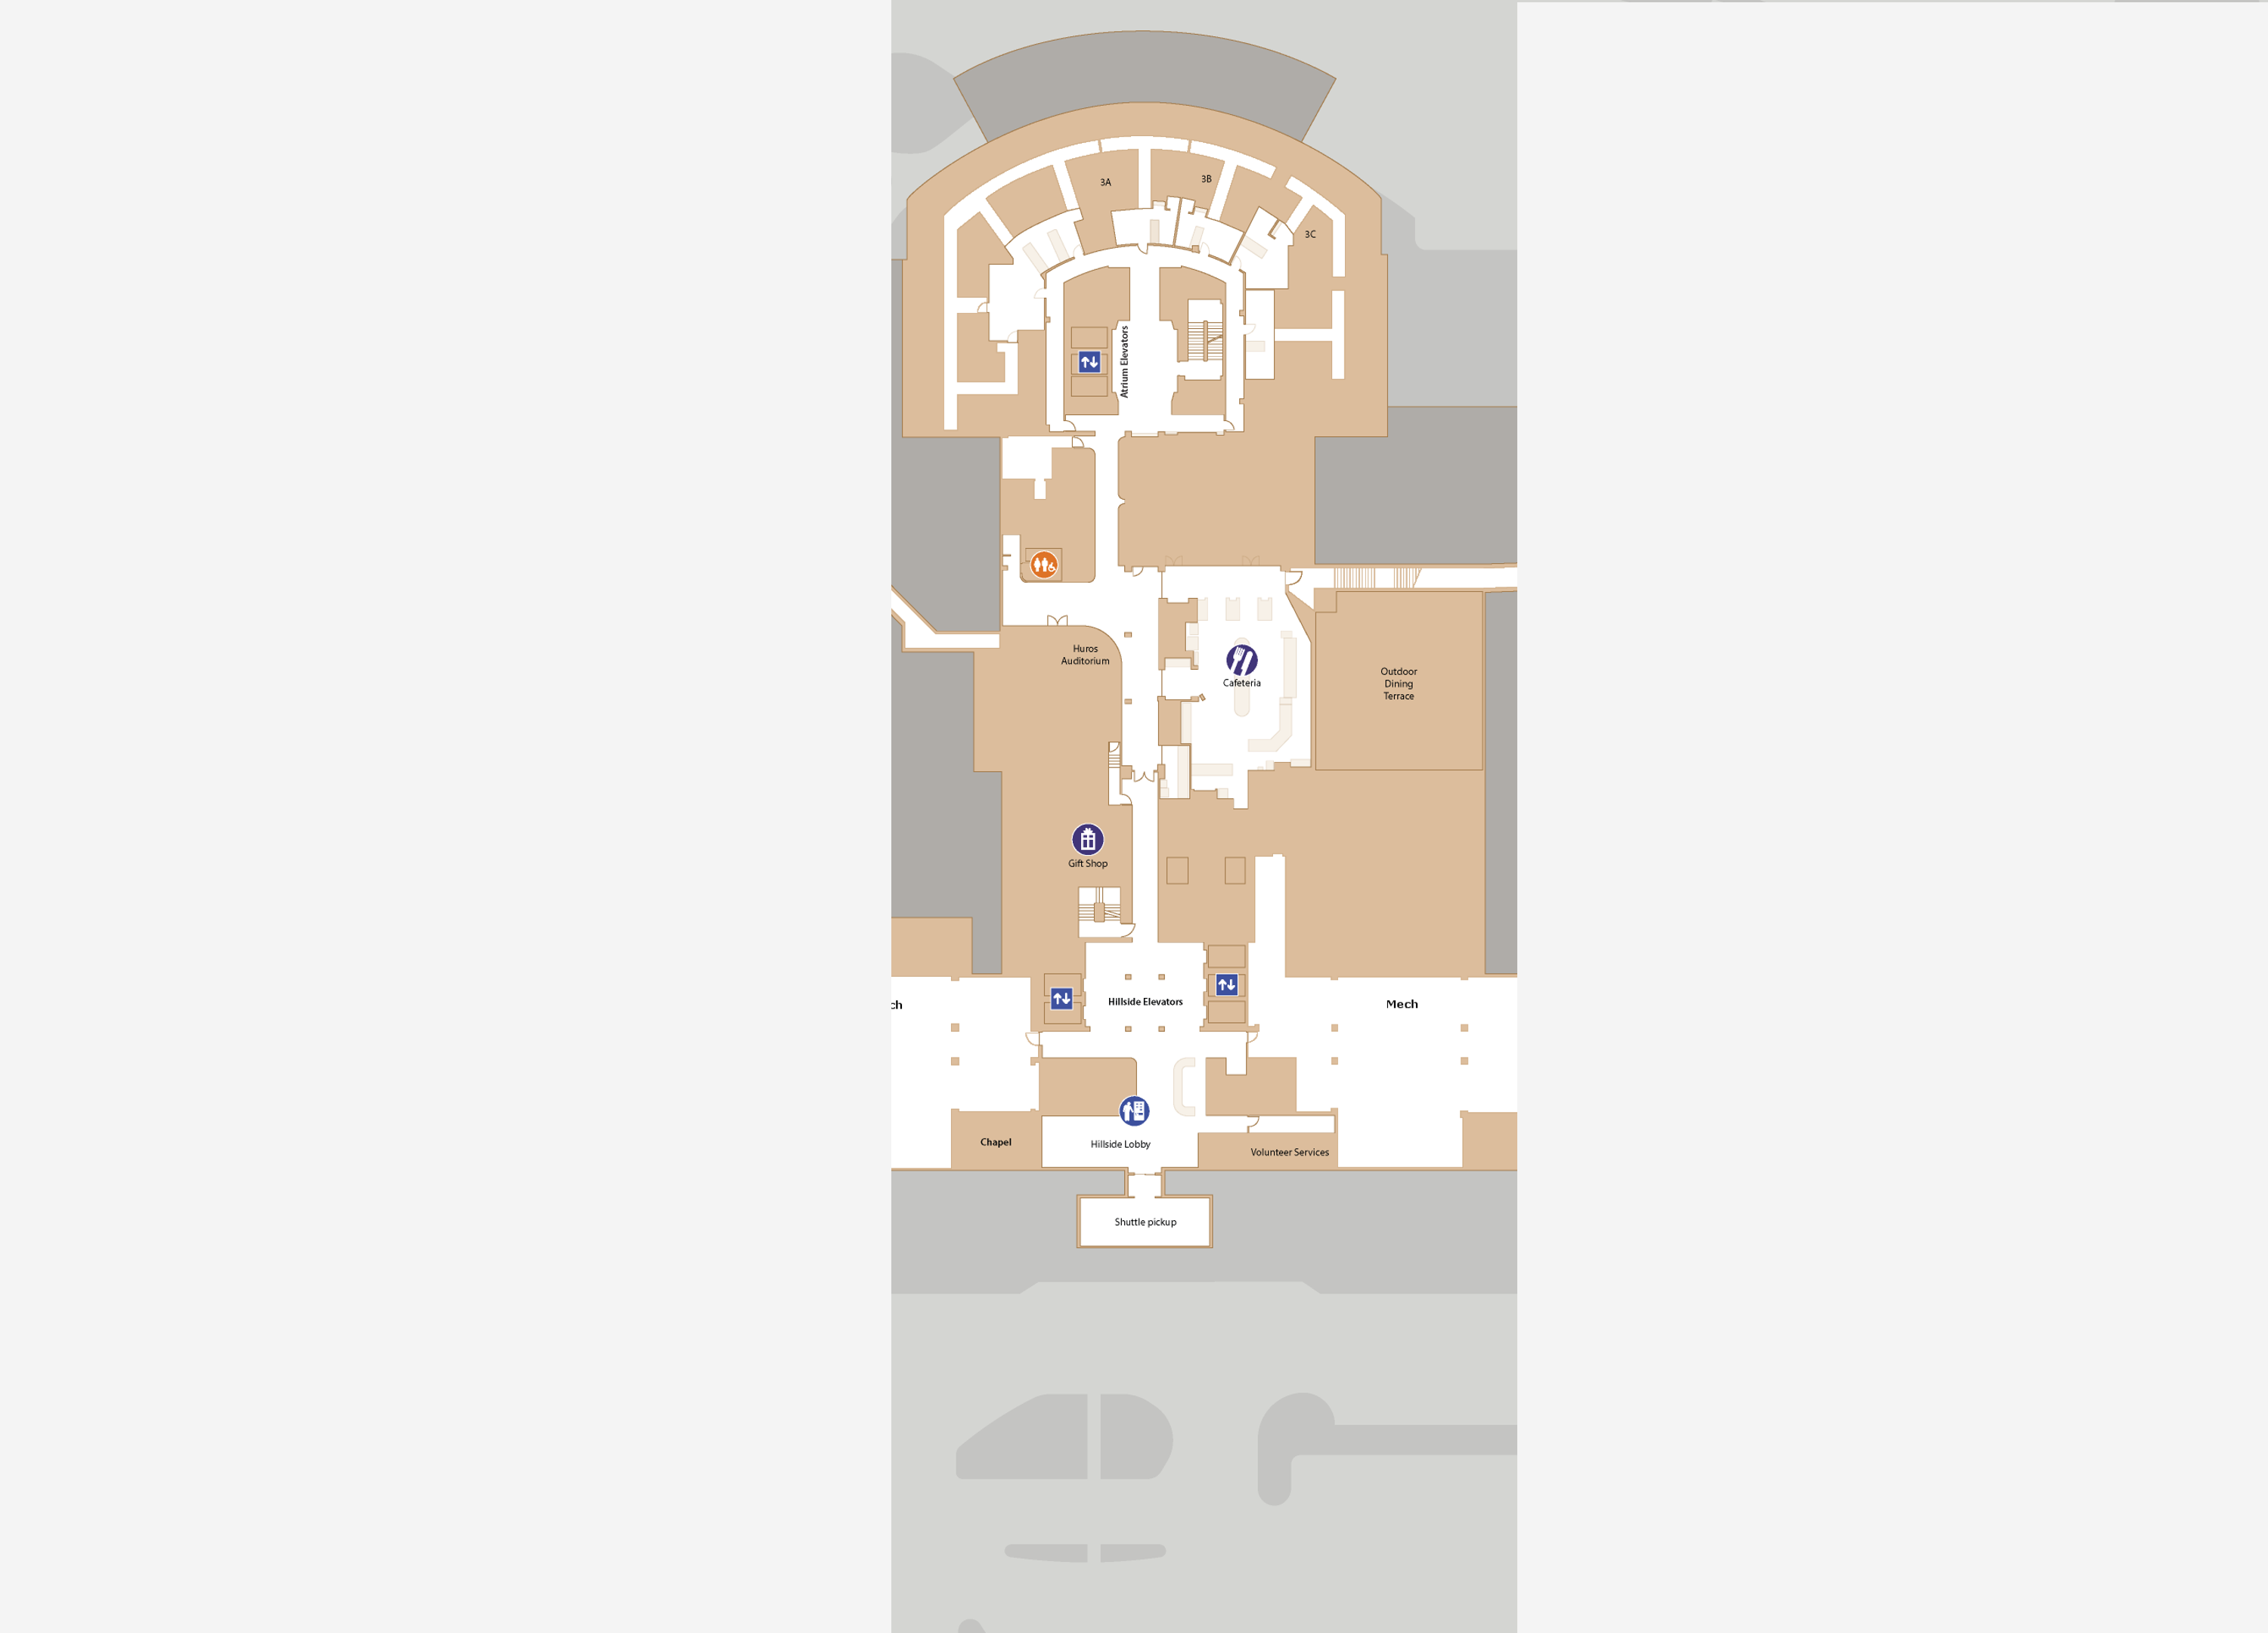 3A
3B
3C
Atrium Elevators
Huros
Auditorium
Cafeteria
Outdoor
Dining
Terrace
Gift Shop
Hillside Elevators
ch
Mech
Chapel
Hillside Lobby
Volunteer Services
Shuttle pickup